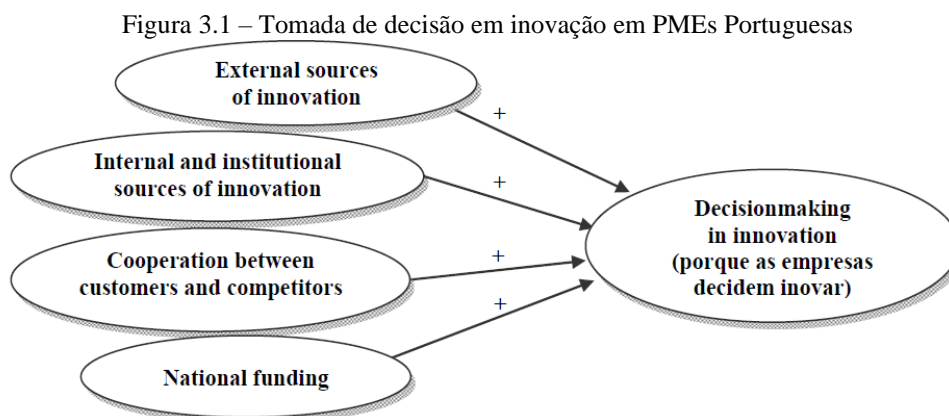 Figura 3.1 – Tomada de decisão em inovação em PMEs Portuguesas
External sources
of innovation
+
Internal and institutional
sources of innovation
+
Cooperation between
customers and competitors
+
National funding
+
Decisionmaking
in innovation
(porque as empresas
decidem inovar)